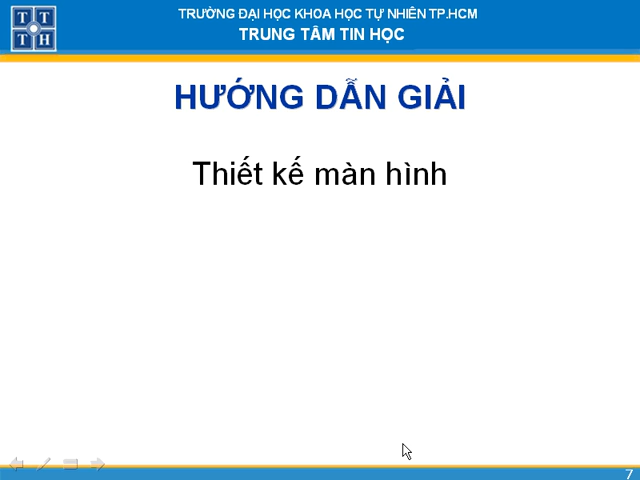 TRƯỜNG ĐẠI HỌC KHOA HỌC TỰ NHIÊN TP.HCM
TRUNG TÂM TIN HỌC
T T
T H
HƯỚNG DẪN GIẢI
Thiết kế màn hình
7